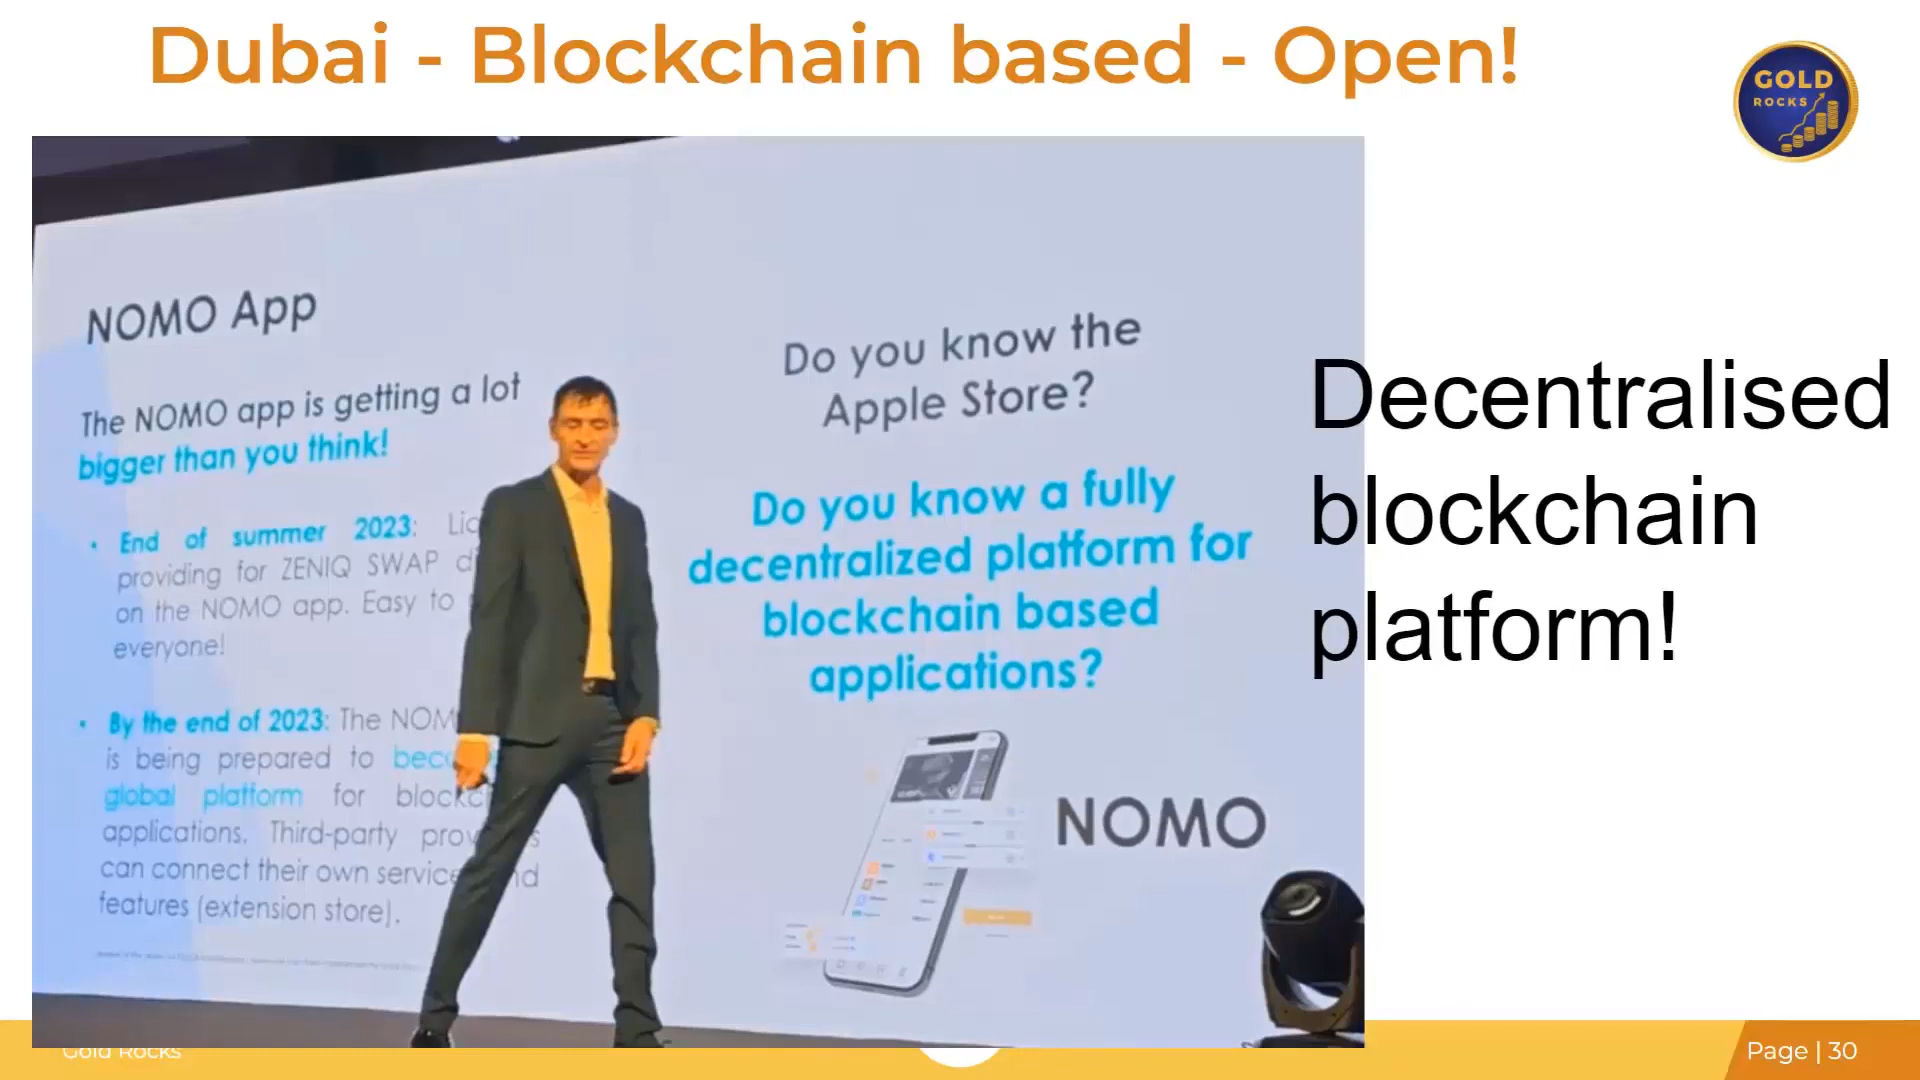 Dubai - Blockchain based - Open!
GOLD
ROCKS
NOMO App
The NOMO app is getting a lot
bigger than you think!
• End of summer 2023:
providing for ZENIQ SWAP
on the NOMO app. Easy to
everyone!
• By the end of 2023: The
is being prepared to
global platform for
applications. Third-party
can connect their own
features (extension store).
Do you know the
Apple Store?
Do you know a fully
decentralized platform for
blockchain based
applications?
NOMO
Decentralised
blockchain
platform!
Gold Rocks
Page | 30